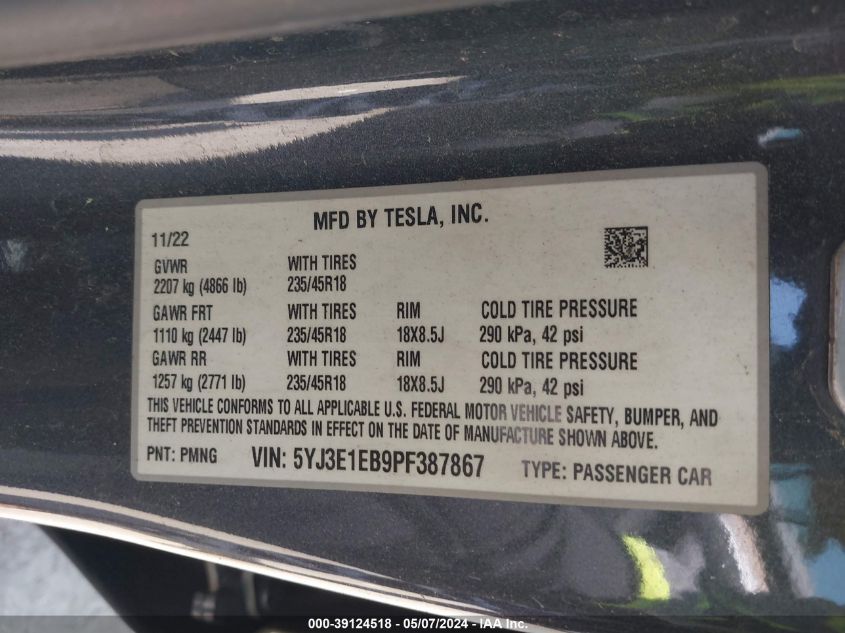 MFD BY TESLA, INC.
11/22
GVWR WITH TIRES
2207 kg (4866 lb) 235/45R18
GAWR FRT WITH TIRES RIM COLD TIRE PRESSURE
1110 kg (2447 lb) 235/45R18 18X8.5J 290 kPa, 42 psi
GAWR RR WITH TIRES RIM COLD TIRE PRESSURE
1257 kg (2771 lb) 235/45R18 18X8.5J 290 kPa, 42 psi
THIS VEHICLE CONFORMS TO ALL APPLICABLE U.S. FEDERAL MOTOR VEHICLE SAFETY, BUMPER, AND
THEFT PREVENTION STANDARDS IN EFFECT ON THE DATE OF MANUFACTURE SHOWN ABOVE.
PNT: PMNG VIN: 5YJ3E1EB9PF387867 TYPE: PASSENGER CAR
000-39124518 - 05/07/2024 - IAA Inc.